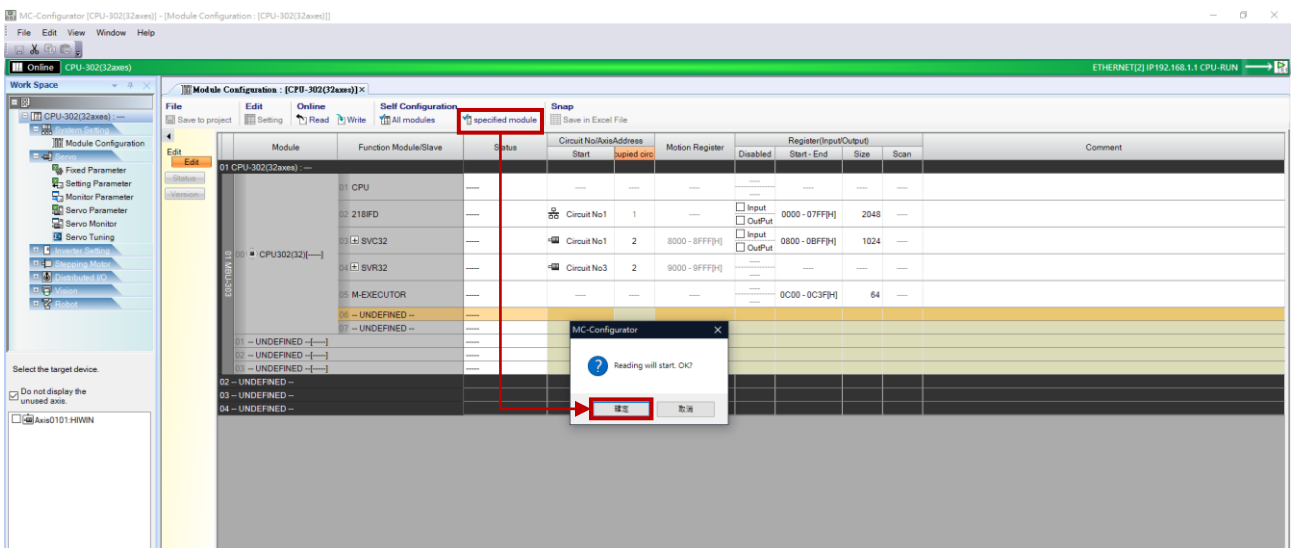 MC-Configurator [CPU-302(32axes)] - [Module Configuration : [CPU-302(32axes)]]
File Edit View Window Help
Online CPU-302(32axes) ETHERNET[2] IP192.168.1.1 CPU-RUN
Work Space
CPU-302(32axes) : ---
System Setting
Module Configuration
Servo
Fixed Parameter
Setting Parameter
Monitor Parameter
Servo Parameter
Servo Monitor
Servo Tuning
Inverter Setting
Stepping Motor
Distributed I/O
Vision
Robot
Select the target device.
Do not display the
unused axis.
Axis0101:HIWIN
Module Configuration : [CPU-302(32axes)]
File Edit Online Self Configuration Snap
Save to project Setting Read Write All modules specified module Save in Excel File
Edit
Edit
Status
Version
Module Function Module/Slave Status Circuit No/AxisAddress Motion Register Register(Input/Output) Comment
Start upied circ Disabled Start - End Size Scan
01 CPU-302(32axes) : ---
01 MBU-303
00 CPU302(32)[----]
01 CPU ----- ---- ---- ---- ---- ---- ---- ----
02 218IFD ----- Circuit No1 1 ---- Input OutPut 0000 - 07FF[H] 2048 ----
03 SVC32 ----- Circuit No1 2 8000 - 8FFF[H] Input OutPut 0800 - 0BFF[H] 1024 ----
04 SVR32 ----- Circuit No3 2 9000 - 9FFF[H] ---- ---- ---- ----
05 M-EXECUTOR ----- ---- ---- ---- ---- 0C00 - 0C3F[H] 64 ----
06 -- UNDEFINED -- -----
07 -- UNDEFINED -- -----
01 -- UNDEFINED --[----] -----
02 -- UNDEFINED --[----] -----
03 -- UNDEFINED --[----] -----
02 -- UNDEFINED --
03 -- UNDEFINED --
04 -- UNDEFINED --
MC-Configurator
Reading will start. OK?
確定 取消